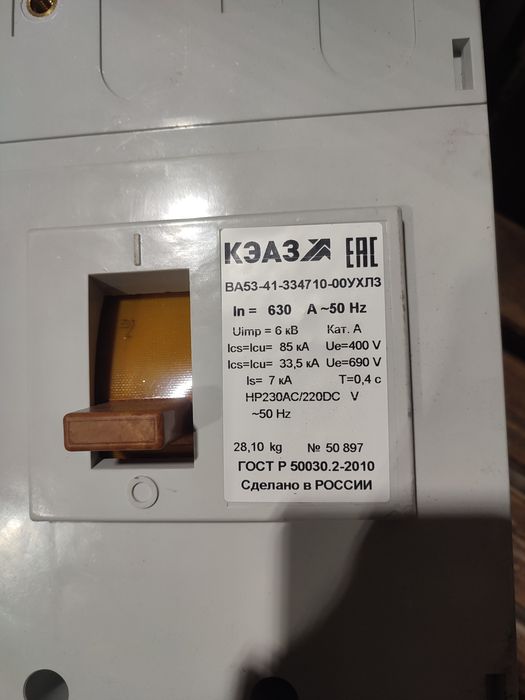 КЭАЗ EAC
ВА53-41-334710-00УХЛ3
In = 630 A ~50 Hz
Uimp = 6 кВ Кат. А
Ics=Icu= 85 кА Ue=400 V
Ics=Icu= 33,5 кА Ue=690 V
Is= 7 кА T=0,4 с
НР230AC/220DC V
~50 Hz
28,10 kg № 50 897
ГОСТ Р 50030.2-2010
Сделано в РОССИИ